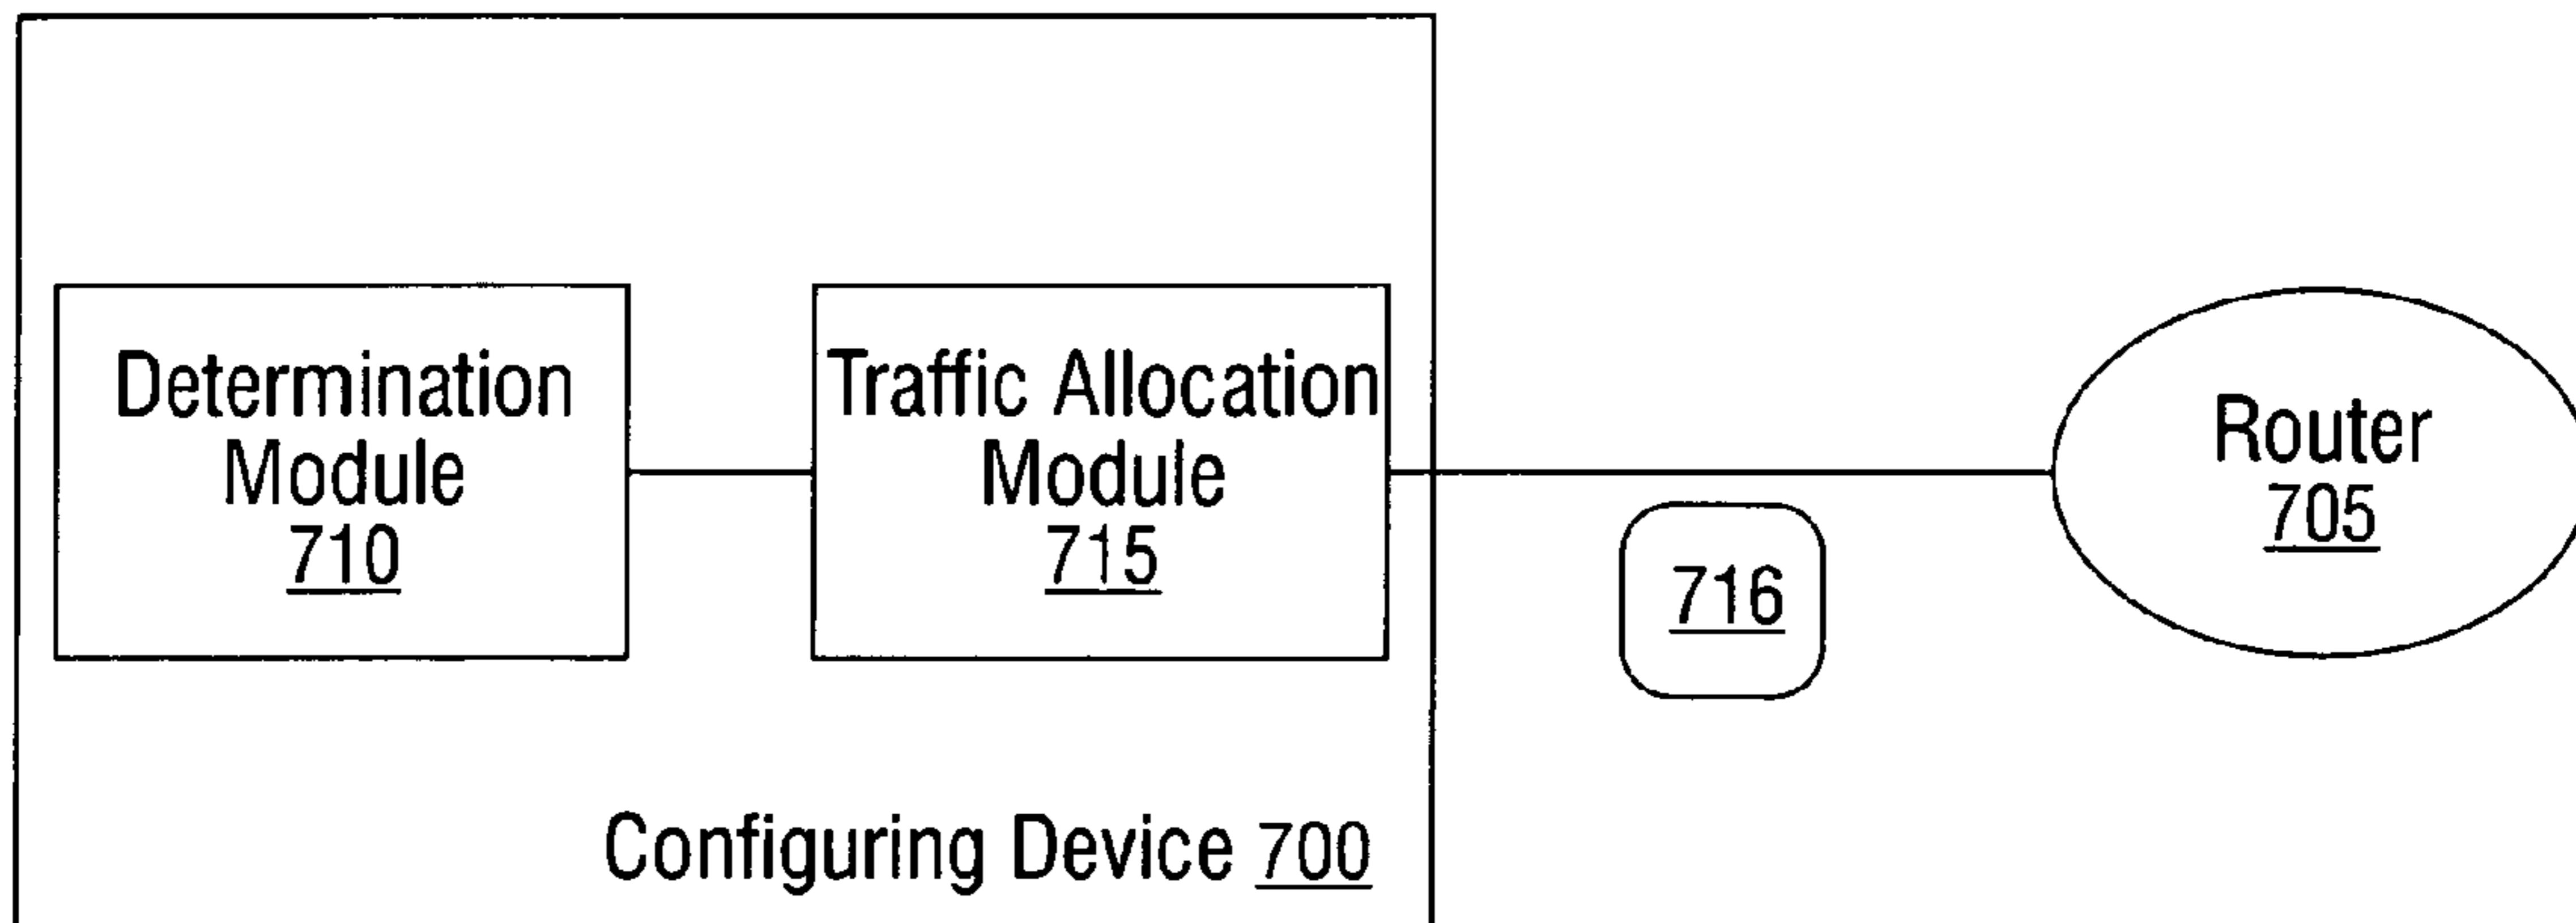 Determination
Module
710
Traffic Allocation
Module
715
716
Router
705
Configuring Device 700